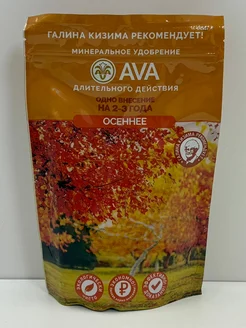 ГАЛИНА КИЗИМА РЕКОМЕНДУЕТ!
МИНЕРАЛЬНОЕ УДОБРЕНИЕ
AVA
ДЛИТЕЛЬНОГО ДЕЙСТВИЯ
ОДНО ВНЕСЕНИЕ
НА 2-3 ГОДА
ОСЕННЕЕ